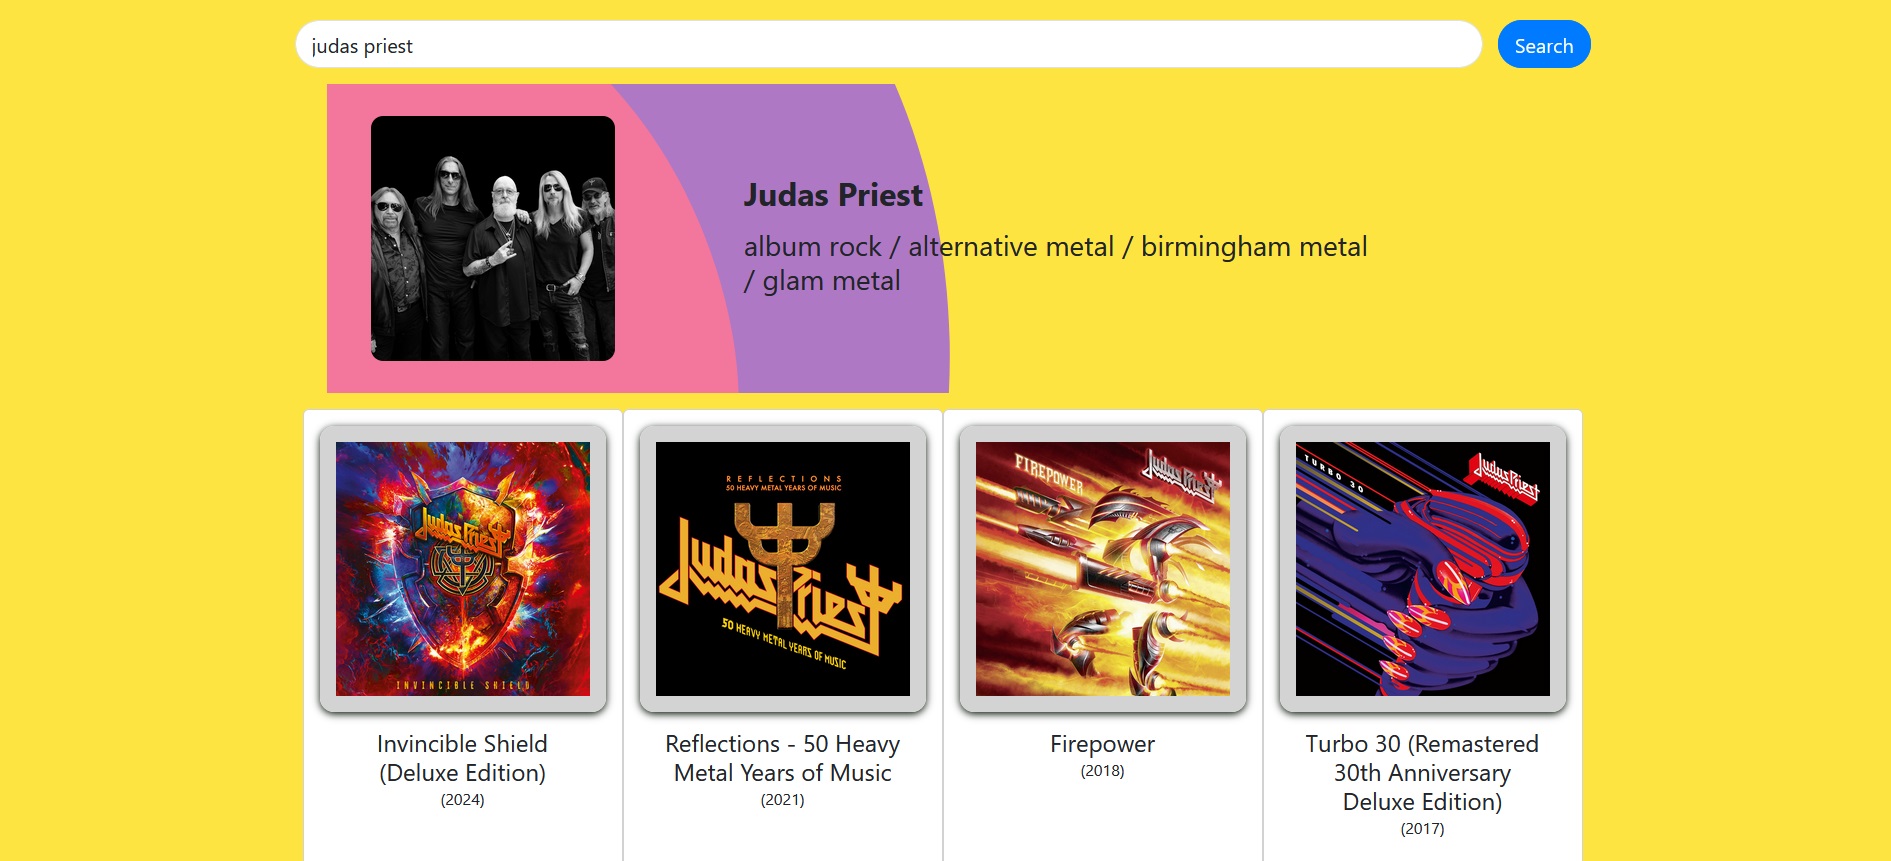 judas priest
Search
Judas Priest
album rock / alternative metal / birmingham metal
/ glam metal
Judas Priest
INVINCIBLE SHIELD
REFLECTIONS
50 HEAVY METAL YEARS OF MUSIC
Judas Priest
50 HEAVY METAL YEARS OF MUSIC
FIREPOWER
Judas Priest
TURBO 30
Judas Priest
Invincible Shield
(Deluxe Edition)
(2024)
Reflections - 50 Heavy
Metal Years of Music
(2021)
Firepower
(2018)
Turbo 30 (Remastered
30th Anniversary
Deluxe Edition)
(2017)